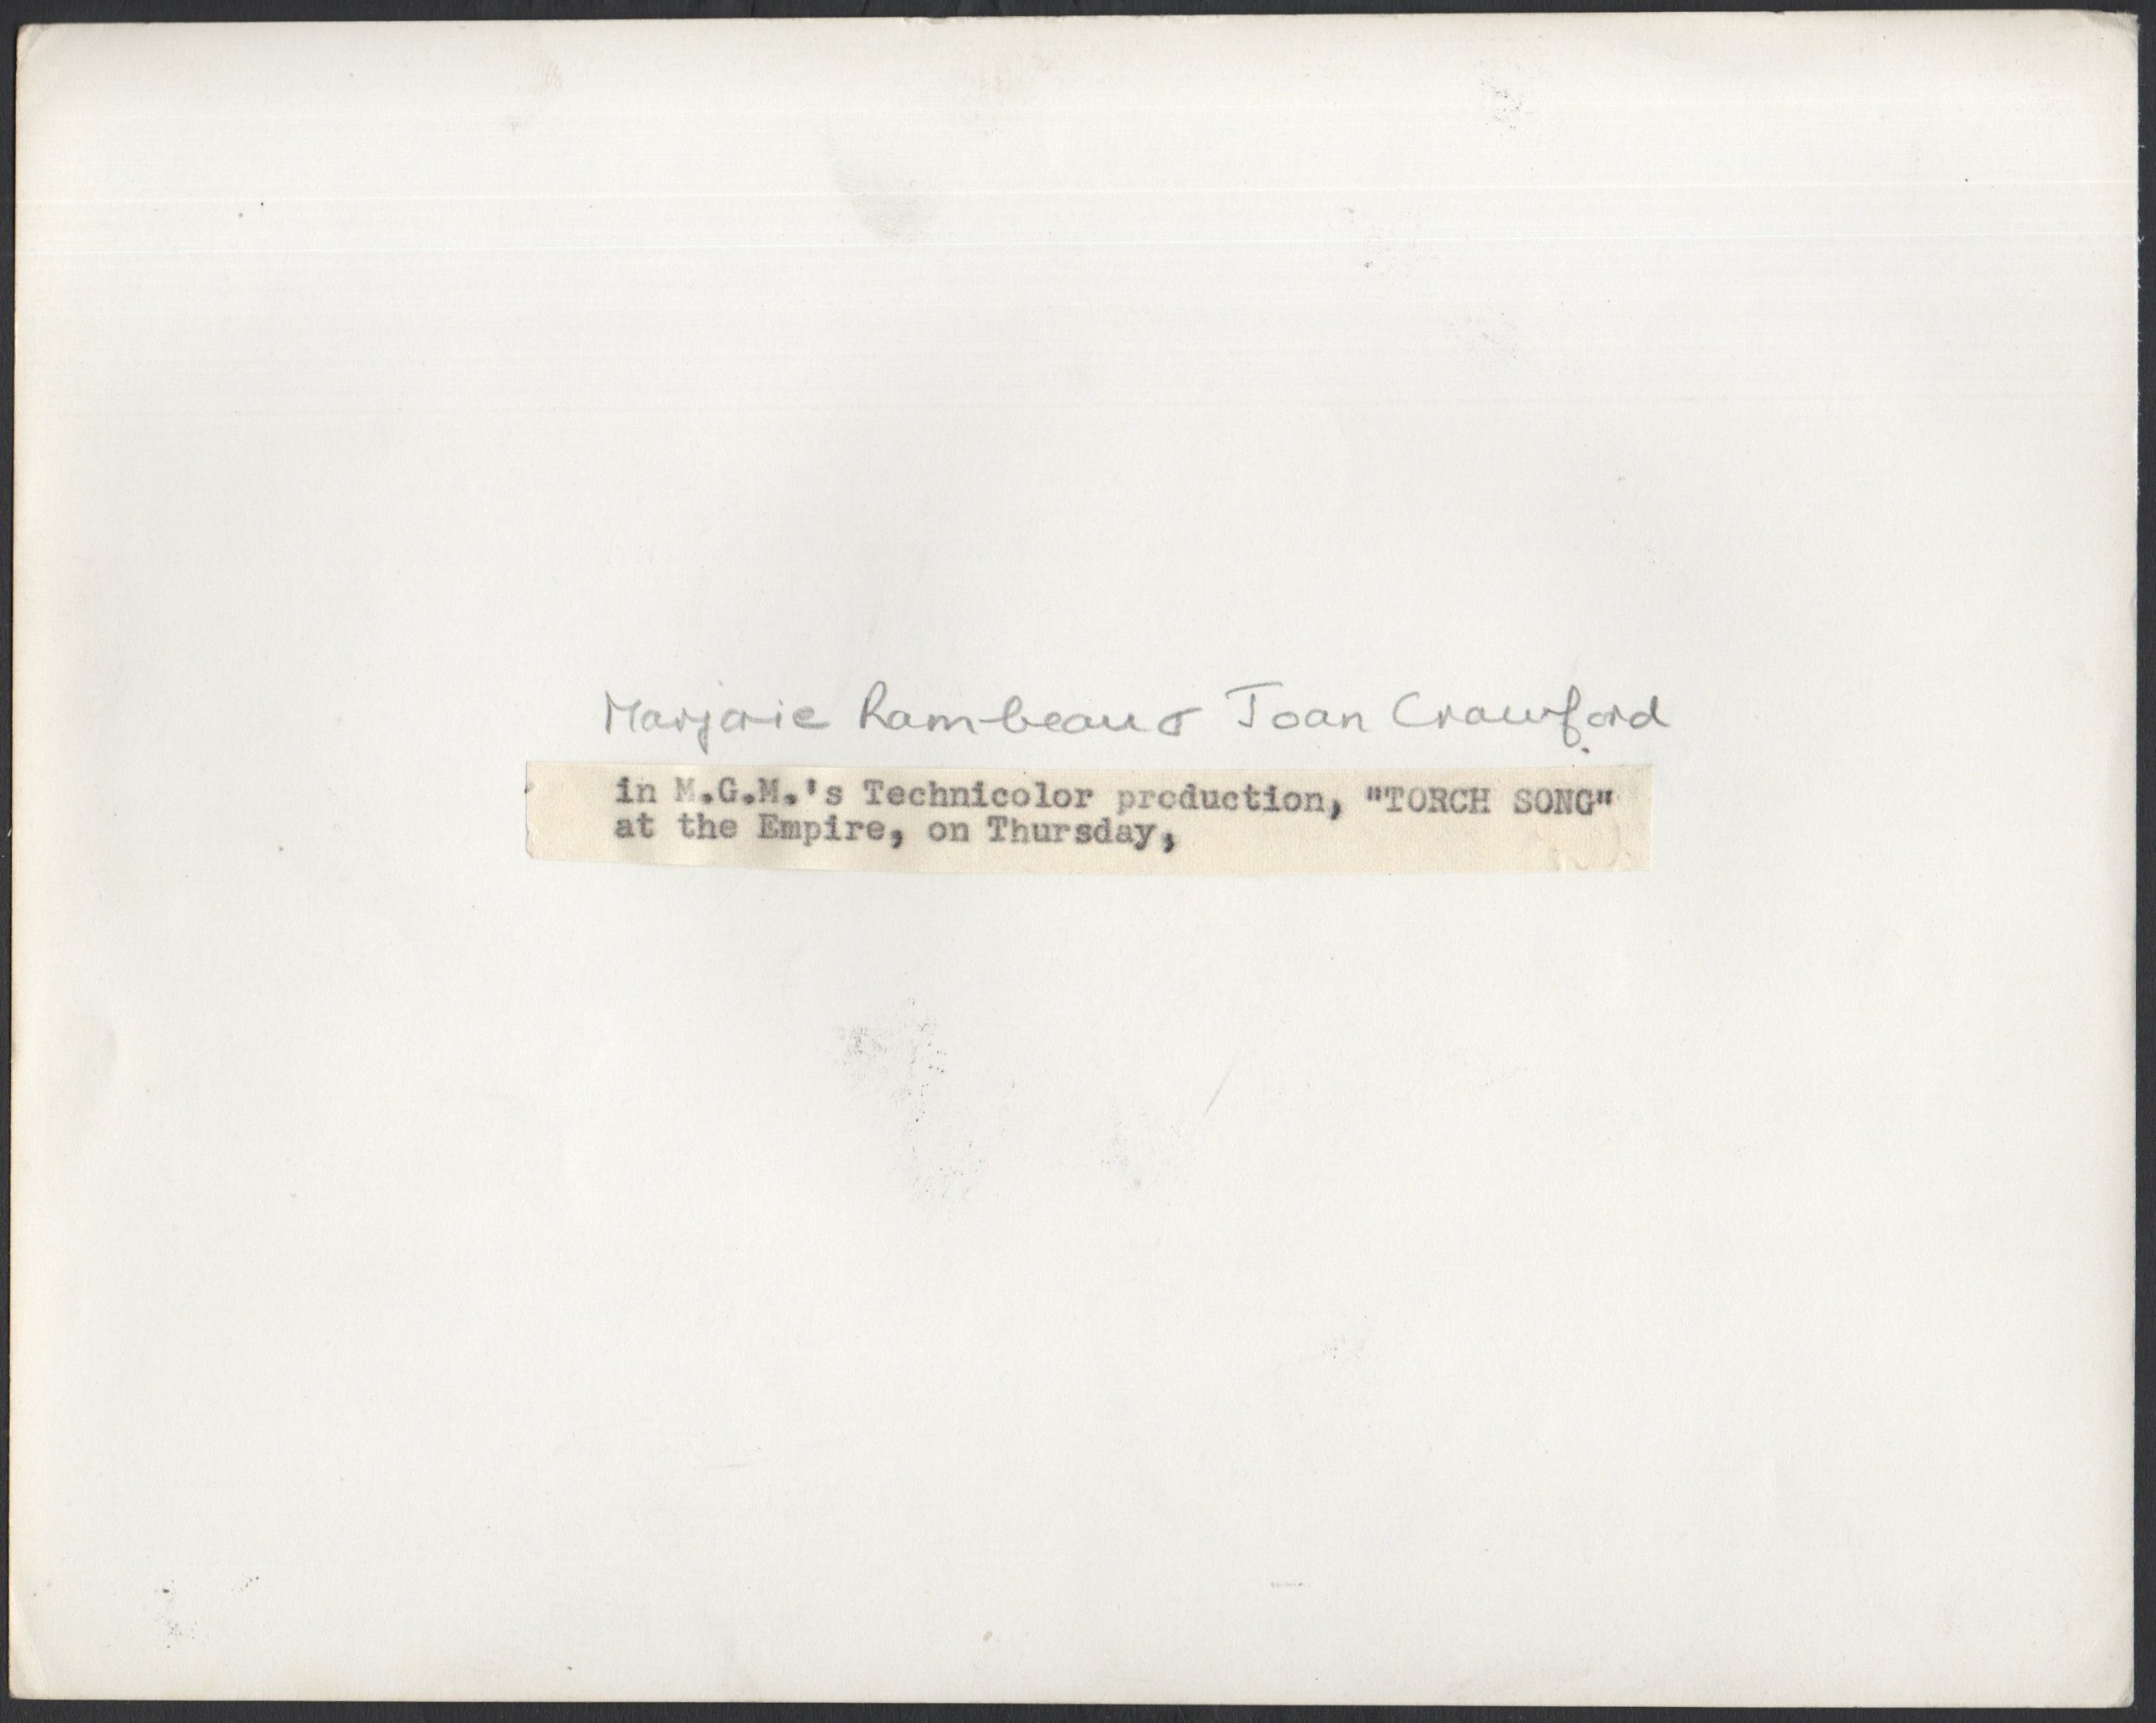 Marjorie Rambeau & Joan Crawford
in M.G.M.'s Technicolor production, "TORCH SONG"
at the Empire, on Thursday,